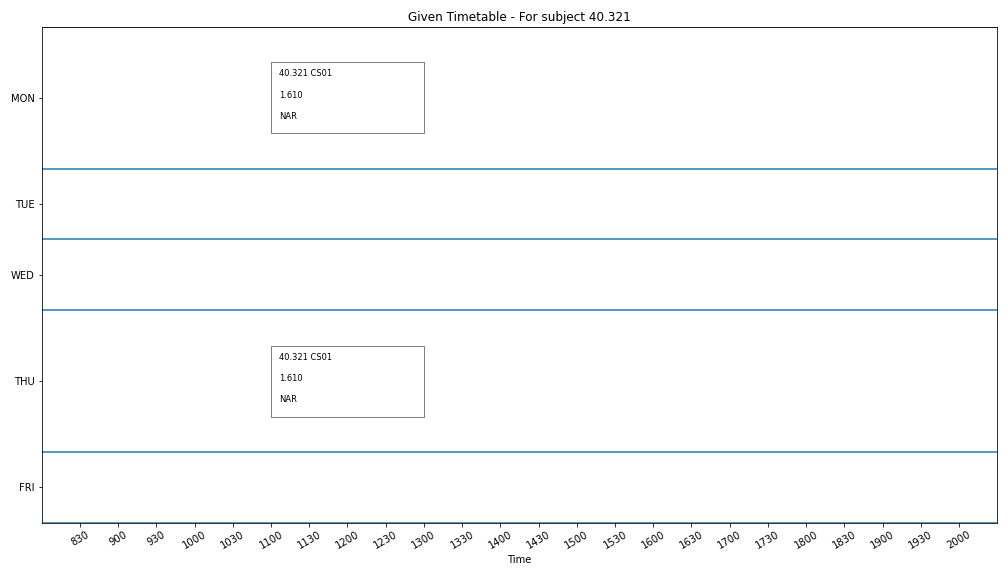 Given Timetable - For subject 40.321
MON
40.321 CS01
1.610
NAR
TUE
WED
THU
40.321 CS01
1.610
NAR
FRI
830 900 930 1000 1030 1100 1130 1200 1230 1300 1330 1400 1430 1500 1530 1600 1630 1700 1730 1800 1830 1900 1930 2000
Time